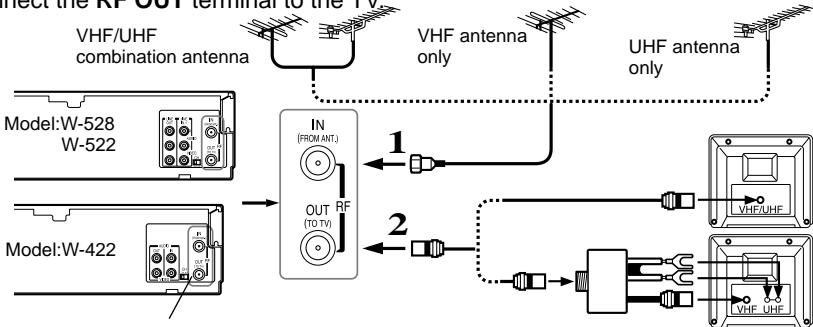 nnect the RF OUT terminal to the TV.
VHF/UHF
combination antenna
VHF antenna
only
UHF antenna
only
Model:W-528
W-522
IN
(FROM ANT.)
1
OUT
(TO TV)
RF
2
VHF/UHF
Model:W-422
VHF UHF